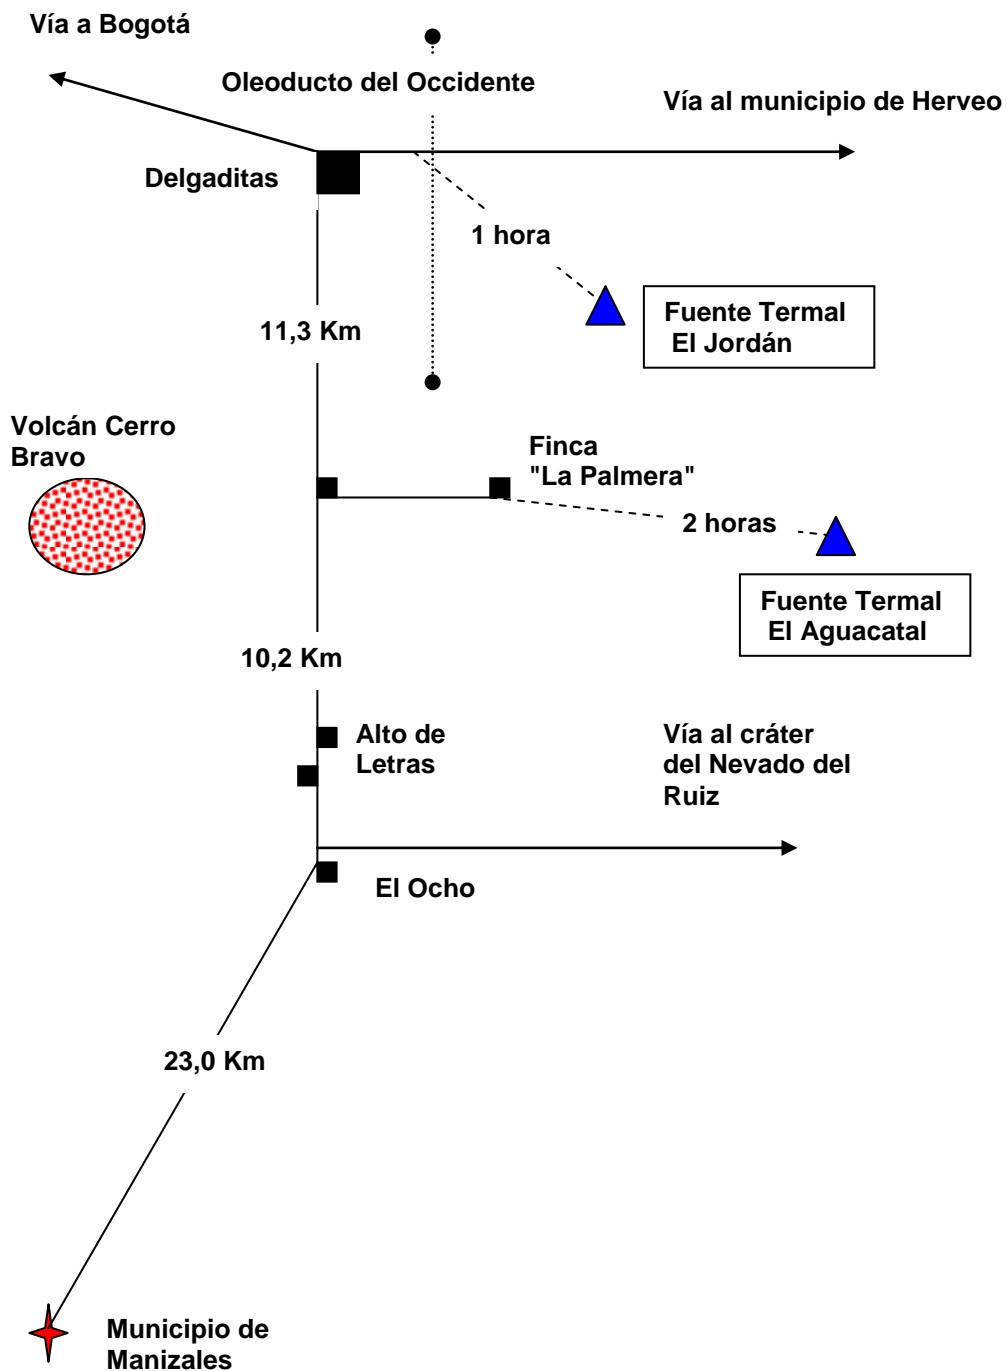 Vía a Bogotá
Oleoducto del Occidente
Vía al municipio de Herveo
Delgaditas
1 hora
Fuente Termal
El Jordán
11,3 Km
Volcán Cerro
Bravo
Finca
"La Palmera"
2 horas
Fuente Termal
El Aguacatal
10,2 Km
Alto de
Letras
Vía al cráter
del Nevado del
Ruiz
El Ocho
23,0 Km
Municipio de
Manizales